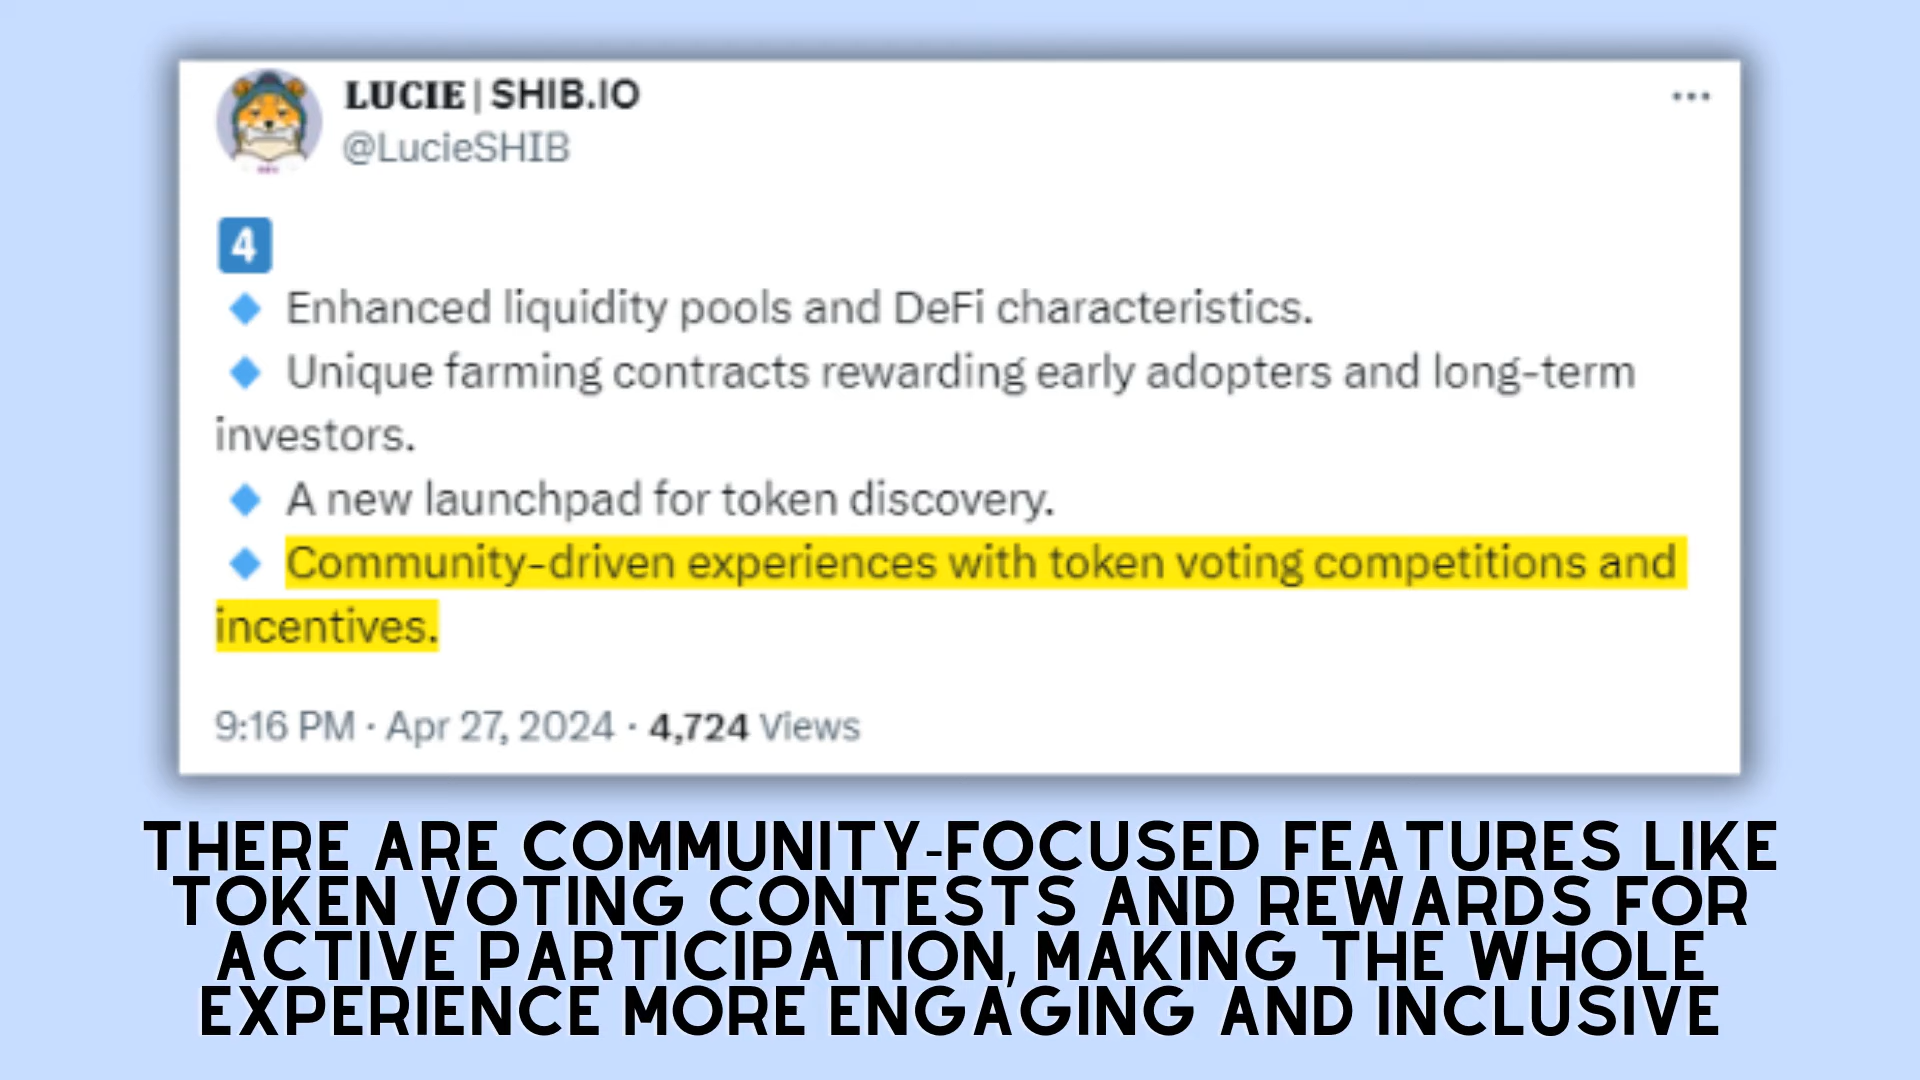 LUCIE | SHIB.IO
@LucieSHIB
4
Enhanced liquidity pools and DeFi characteristics.
Unique farming contracts rewarding early adopters and long-term
investors.
A new launchpad for token discovery.
Community-driven experiences with token voting competitions and
incentives.
9:16 PM · Apr 27, 2024 · 4,724 Views
THERE ARE COMMUNITY-FOCUSED FEATURES LIKE
TOKEN VOTING CONTESTS AND REWARDS FOR
ACTIVE PARTICIPATION, MAKING THE WHOLE
EXPERIENCE MORE ENGAGING AND INCLUSIVE